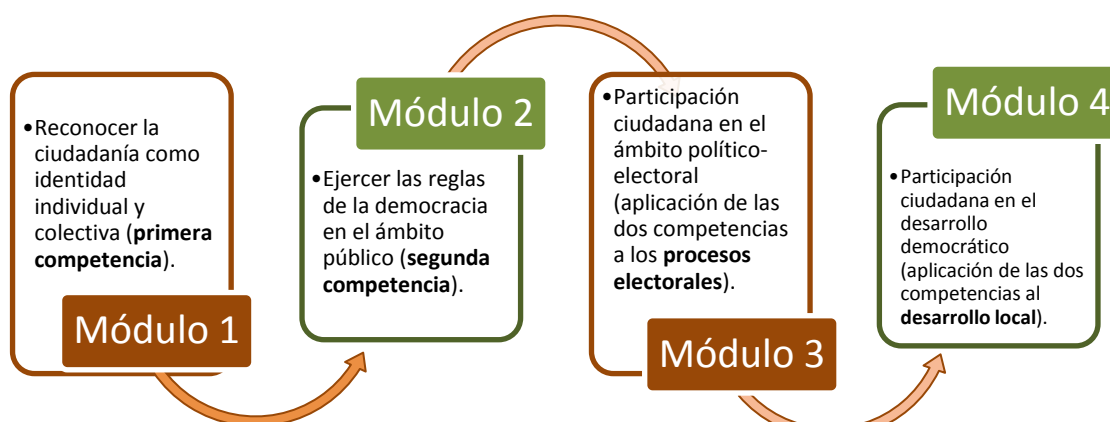 •Reconocer la
ciudadanía como
identidad
individual y
colectiva (primera
competencia).
Módulo 1
Módulo 2
•Ejercer las reglas
de la democracia
en el ámbito
público (segunda
competencia).
•Participación
ciudadana en el
ámbito político-
electoral
(aplicación de las
dos competencias
a los procesos
electorales).
Módulo 3
Módulo 4
•Participación
ciudadana en el
desarrollo
democrático
(aplicación de las dos
competencias al
desarrollo local).